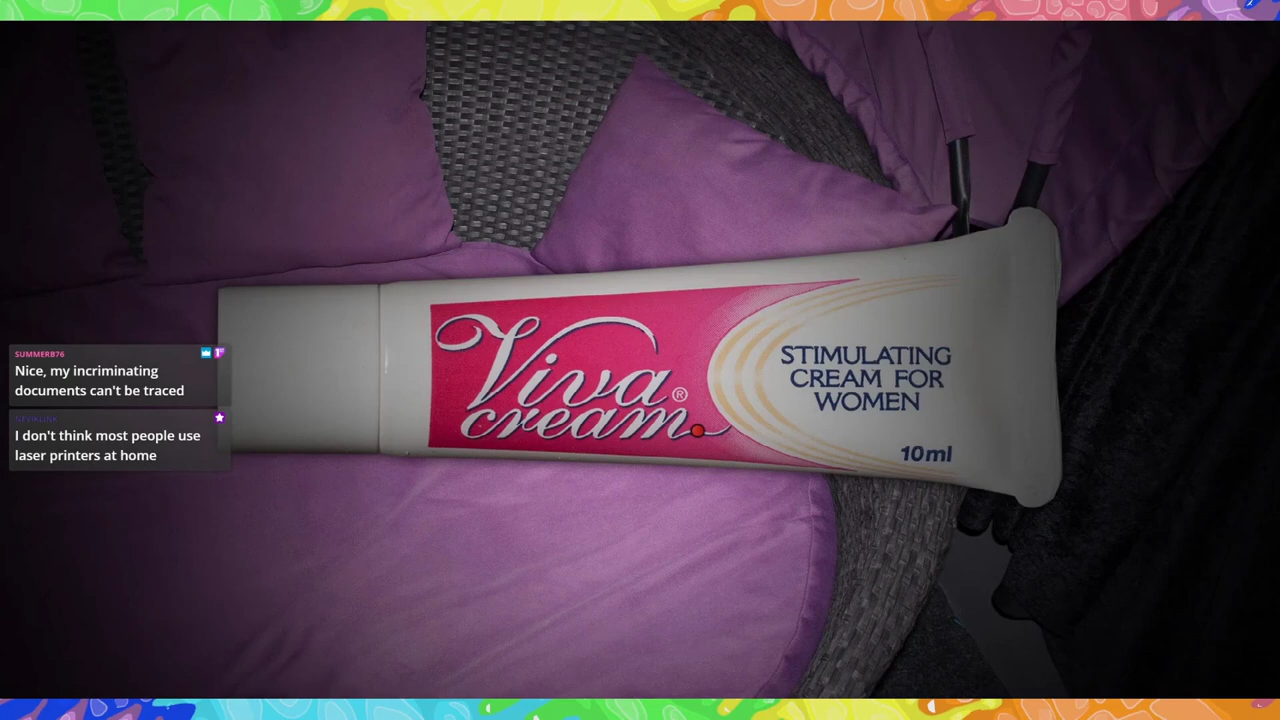 SUMMERB76
Nice, my incriminating
documents can't be traced
I don't think most people use
laser printers at home
Viva
cream®
STIMULATING
CREAM FOR
WOMEN
10ml